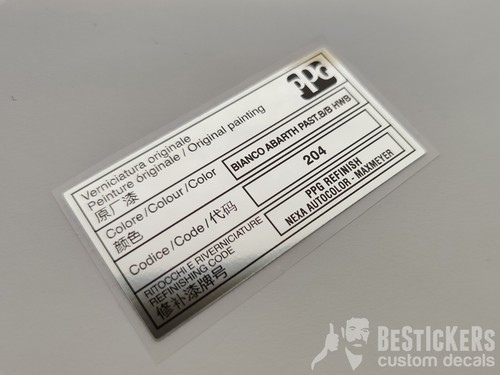 PPG
Verniciatura originale
Peinture originale / Original painting
原厂漆
Colore/Colour/Color
颜色
BIANCO ABARTH PAST.B/B HWB
Codice/Code/代码
204
RITOCCHI E RIVERNICIATURE
REFINISHING CODE
修补漆牌号
PPG REFINISH
NEXA AUTOCOLOR - MAXMEYER
BESTICKERS
custom decals